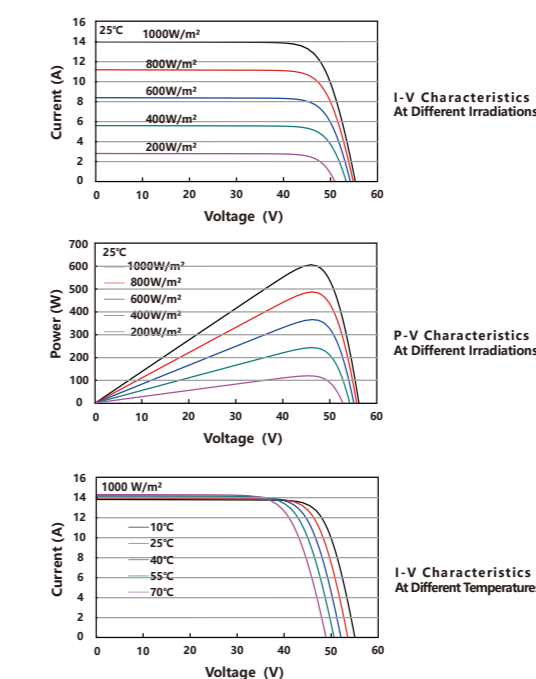 16
14
12
10
8
6
4
2
0
Current (A)
25℃
1000W/m²
800W/m²
600W/m²
400W/m²
200W/m²
0 10 20 30 40 50 60
Voltage (V)
I-V Characteristics
At Different Irradiations
700
600
500
400
300
200
100
0
Power (W)
25℃
1000W/m²
800W/m²
600W/m²
400W/m²
200W/m²
0 10 20 30 40 50 60
Voltage (V)
P-V Characteristics
At Different Irradiations
16
14
12
10
8
6
4
2
0
Current (A)
1000 W/m²
10℃
25℃
40℃
55℃
70℃
0 10 20 30 40 50 60
Voltage (V)
I-V Characteristics
At Different Temperatures